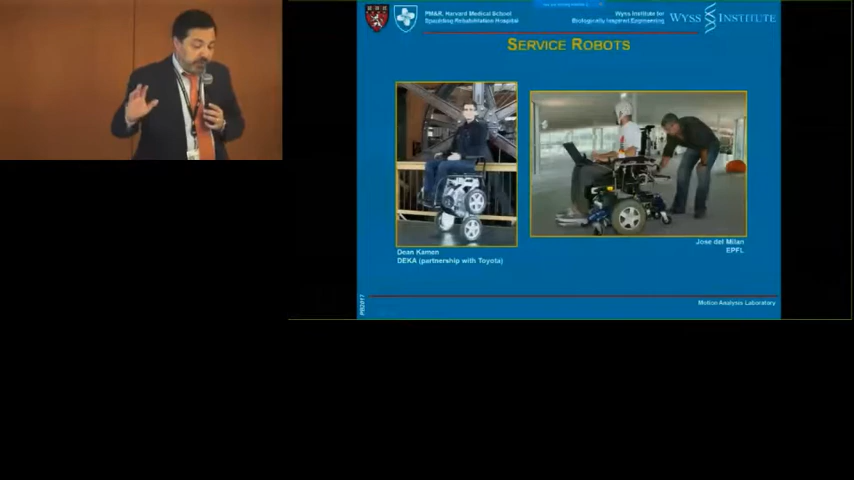 PM&R, Harvard Medical School
Spaulding Rehabilitation Hospital
Wyss Institute for
Biologically Inspired Engineering
WYSS INSTITUTE
SERVICE ROBOTS
Dean Kamen
DEKA (partnership with Toyota)
Jose del Milan
EPFL
Motion Analysis Laboratory